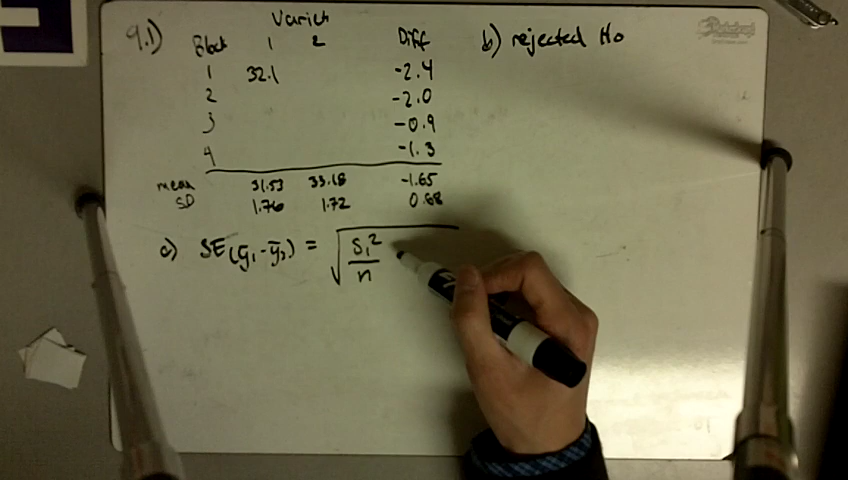 9.1) Variety
Block 1 2 Diff
1 32.1 -2.4
2 -2.0
3 -0.9
4 -1.3
mean 31.53 33.18 -1.65
SD 1.76 1.72 0.68
b) rejected Ho
c) SE(ȳ₁-ȳ₂) = √ S₁²/n